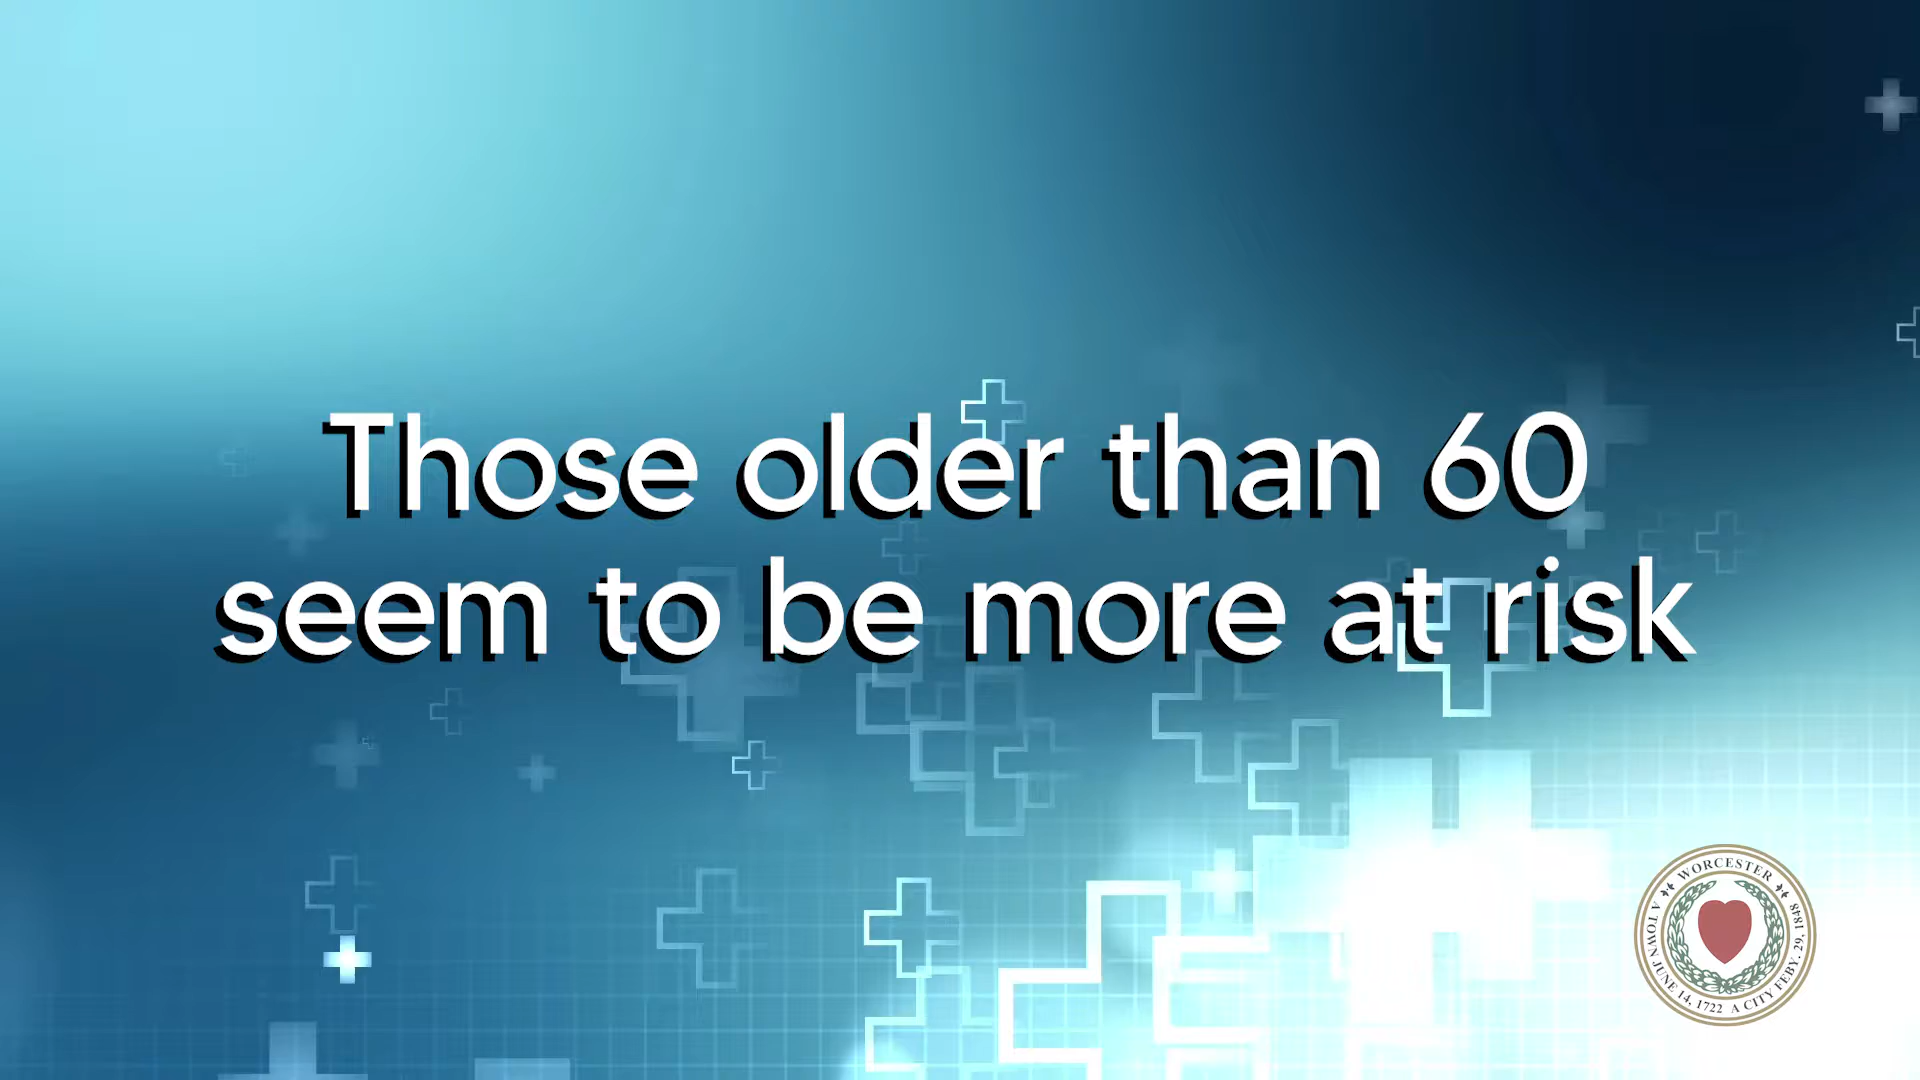 Those older than 60
seem to be more at risk
WORCESTER
A TOWN JUNE 14, 1722 A CITY FEBY. 29, 1848